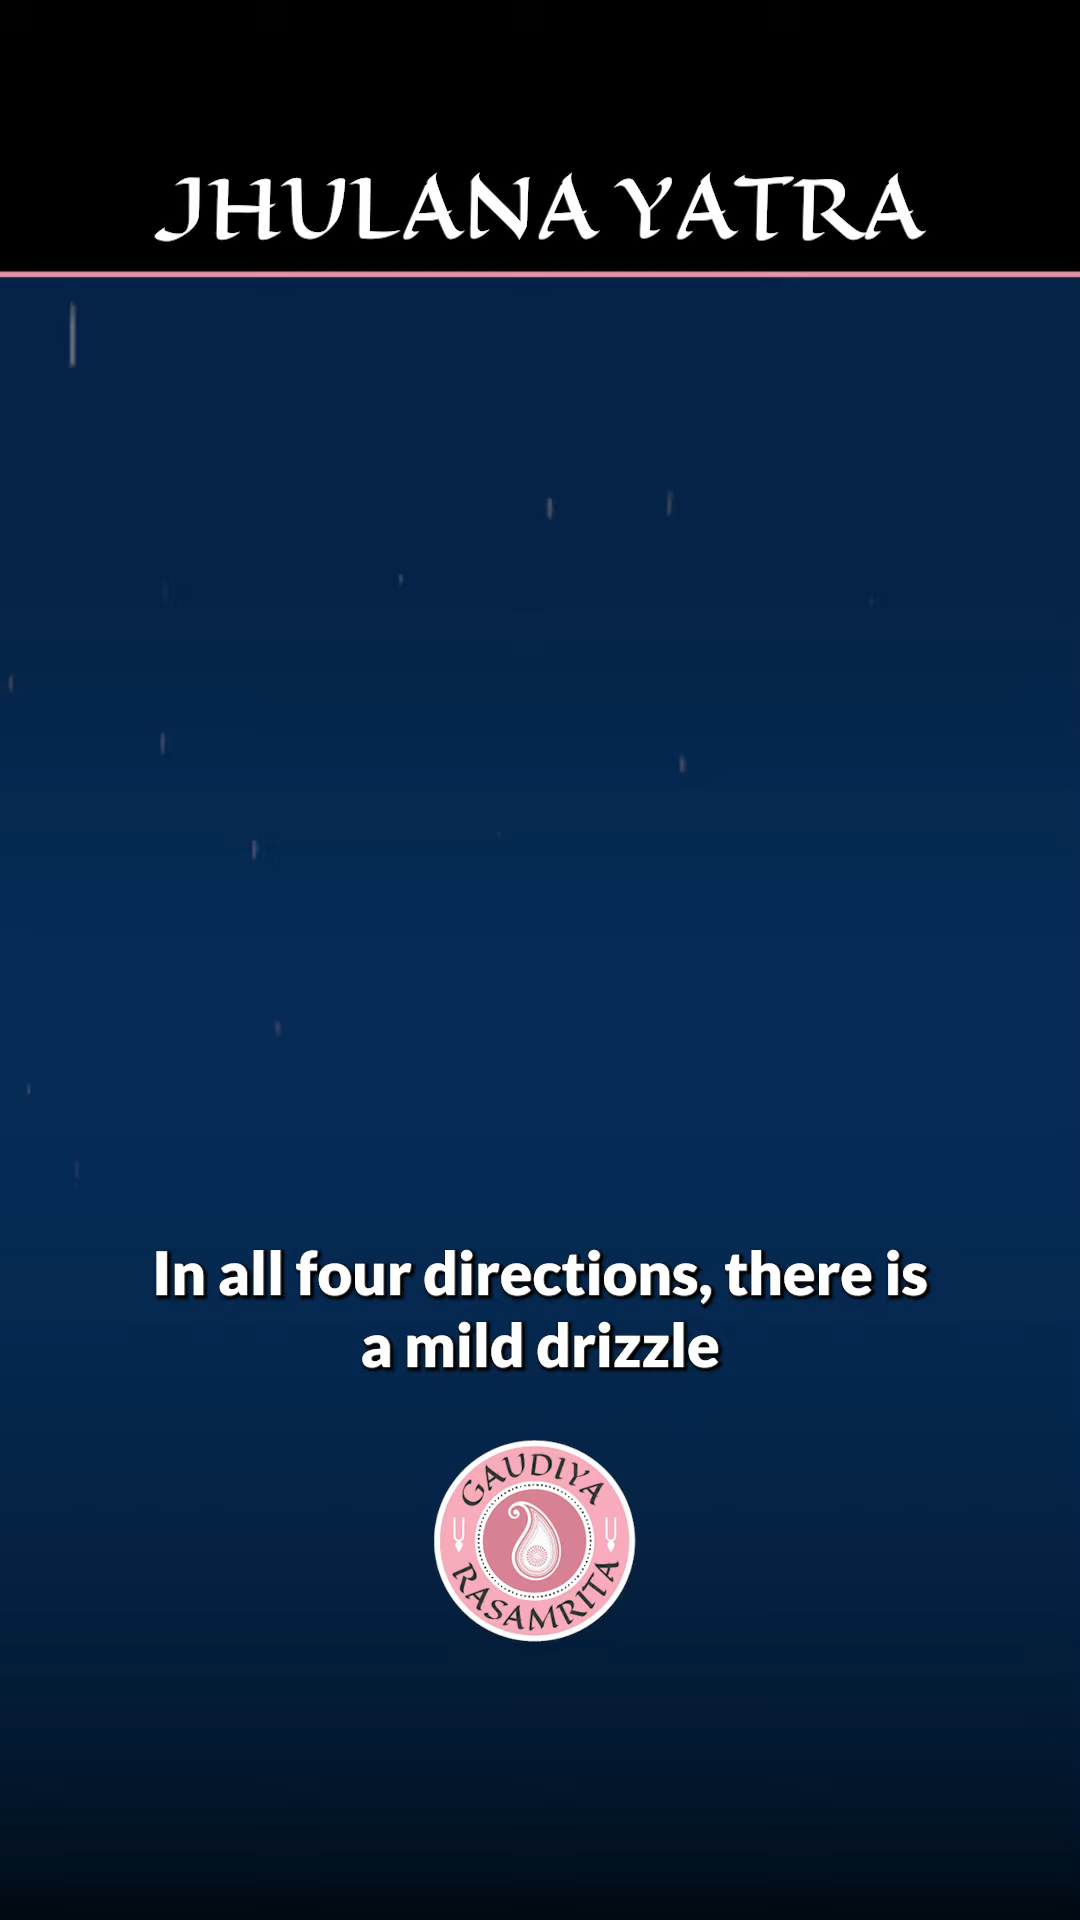 JHULANA YATRA
In all four directions, there is
a mild drizzle
GAUDIYA
RASAMRITA